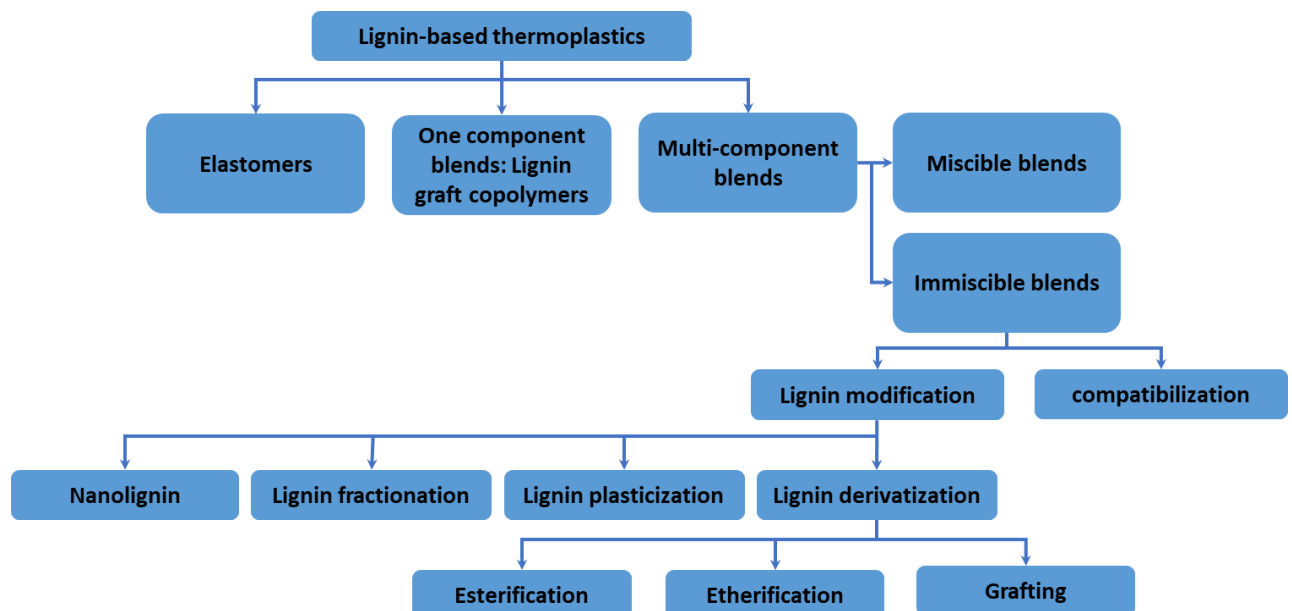 Lignin-based thermoplastics
Elastomers
One component
blends: Lignin
graft copolymers
Multi-component
blends
Miscible blends
Immiscible blends
Lignin modification
compatibilization
Nanolignin
Lignin fractionation
Lignin plasticization
Lignin derivatization
Esterification
Etherification
Grafting